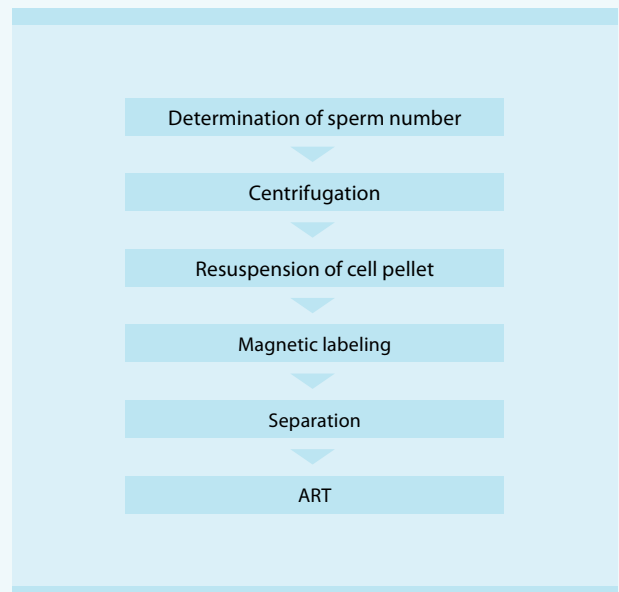 Determination of sperm number
Centrifugation
Resuspension of cell pellet
Magnetic labeling
Separation
ART